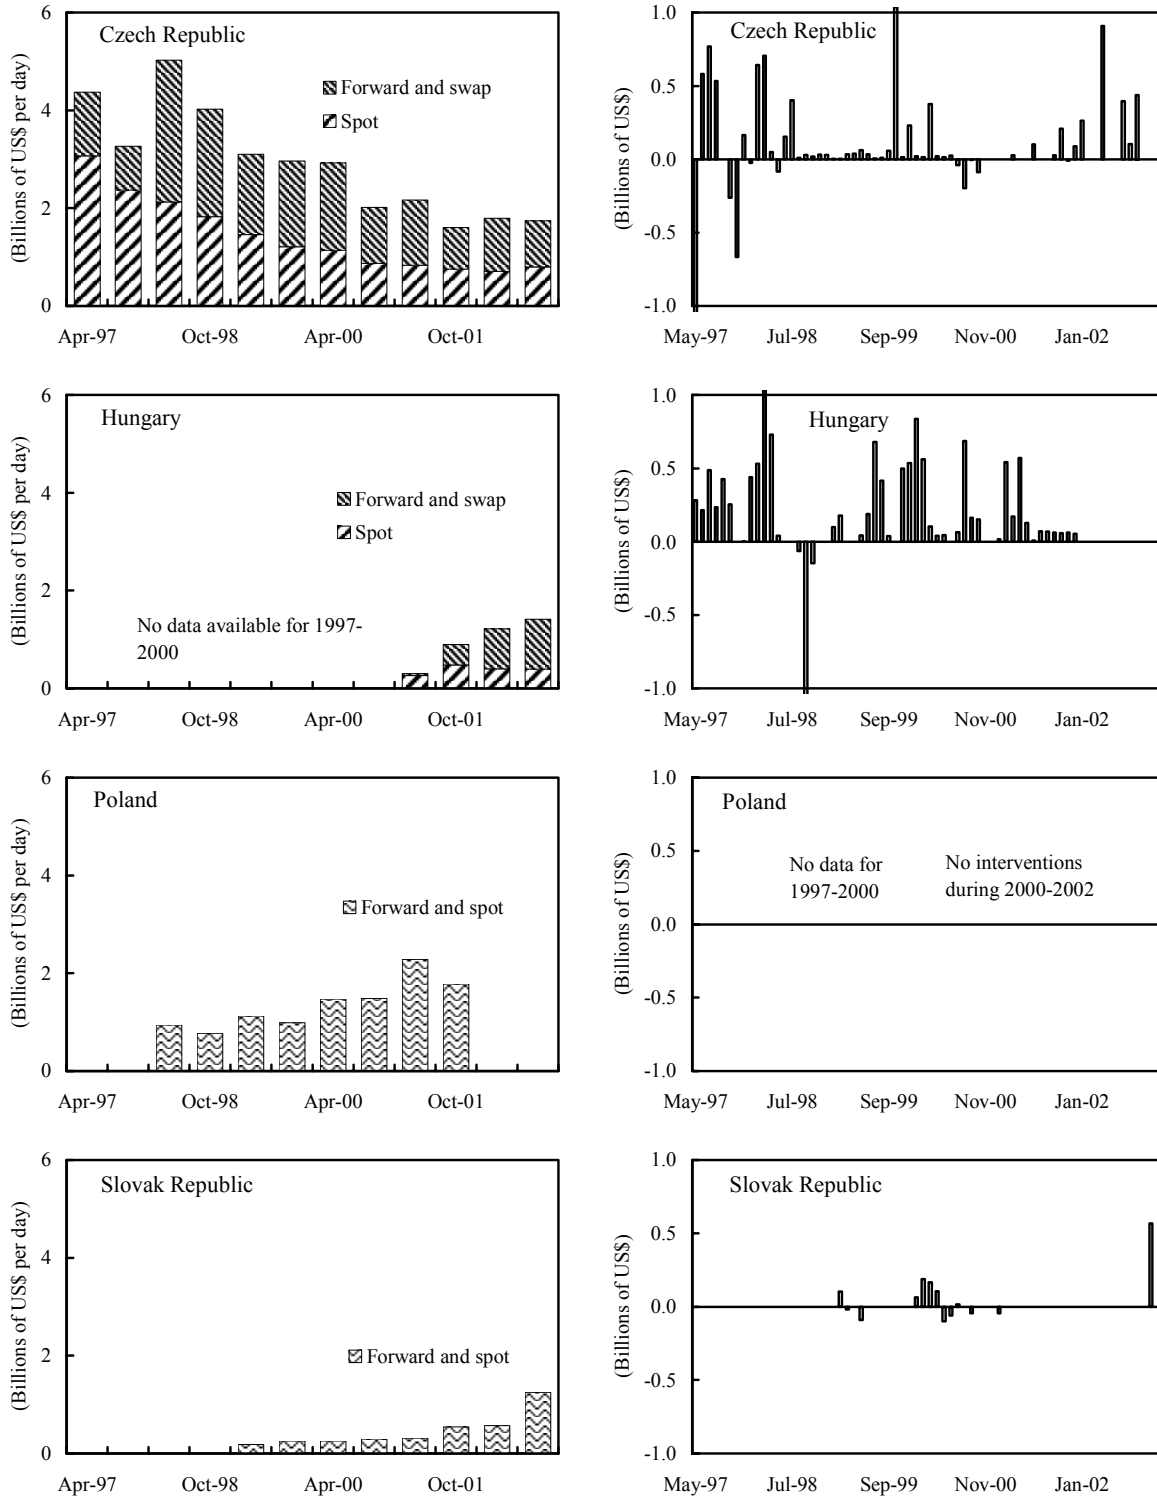 Czech Republic
(Billions of US$ per day)
6
4
2
0
Forward and swap
Spot
Apr-97
Oct-98
Apr-00
Oct-01
Czech Republic
(Billions of US$)
1.0
0.5
0.0
-0.5
-1.0
May-97
Jul-98
Sep-99
Nov-00
Jan-02
Hungary
(Billions of US$ per day)
6
4
2
0
Forward and swap
Spot
No data available for 1997-
2000
Apr-97
Oct-98
Apr-00
Oct-01
Hungary
(Billions of US$)
1.0
0.5
0.0
-0.5
-1.0
May-97
Jul-98
Sep-99
Nov-00
Jan-02
Poland
(Billions of US$ per day)
6
4
2
0
Forward and spot
Apr-97
Oct-98
Apr-00
Oct-01
Poland
(Billions of US$)
1.0
0.5
0.0
-0.5
-1.0
No data for
1997-2000
No interventions
during 2000-2002
May-97
Jul-98
Sep-99
Nov-00
Jan-02
Slovak Republic
(Billions of US$ per day)
6
4
2
0
Forward and spot
Apr-97
Oct-98
Apr-00
Oct-01
Slovak Republic
(Billions of US$)
1.0
0.5
0.0
-0.5
-1.0
May-97
Jul-98
Sep-99
Nov-00
Jan-02